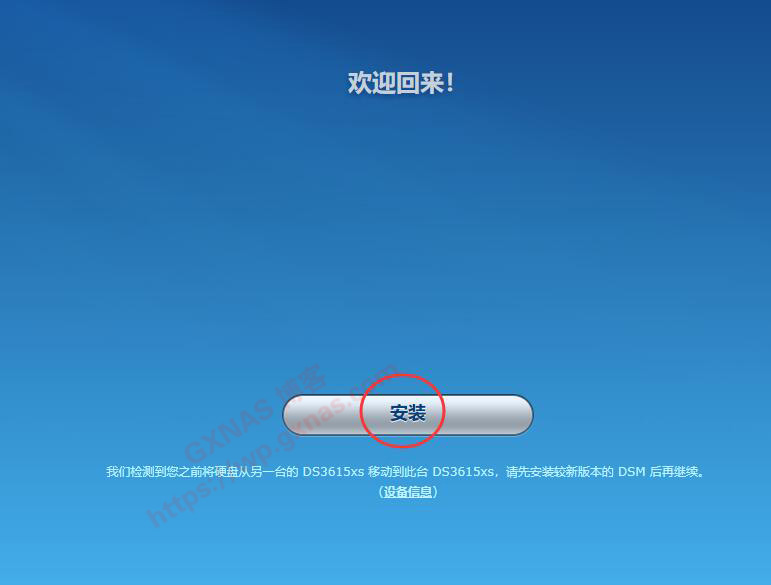 欢迎回来！
安装
我们检测到您之前将硬盘从另一台的 DS3615xs 移动到此台 DS3615xs，请先安装较新版本的 DSM 后再继续。
（设备信息）
GXNAS 博客
https://wp.gxnas.com